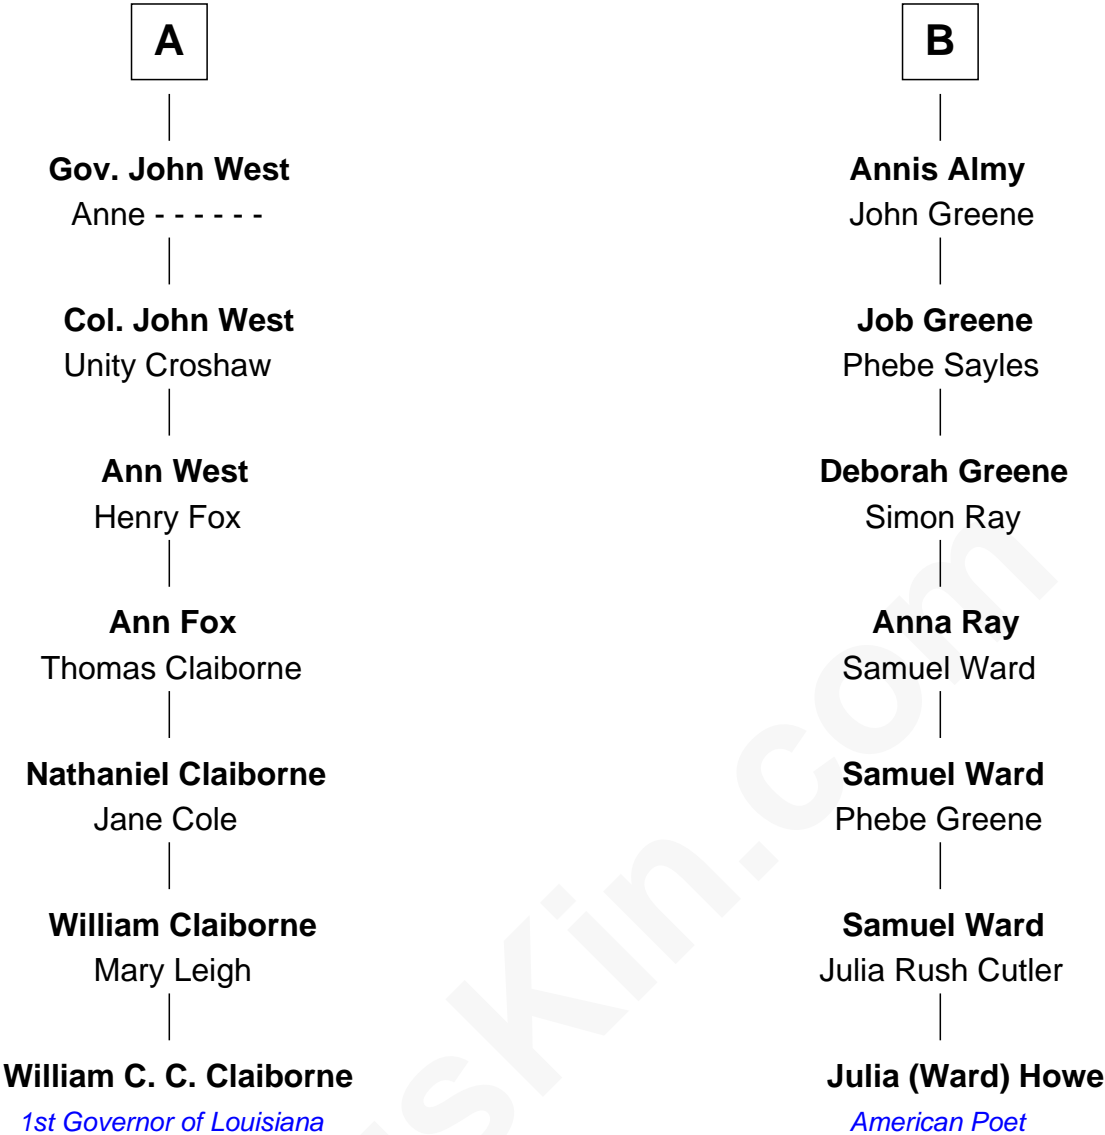 A
Gov. John West
Anne - - - - - -
Col. John West
Unity Croshaw
Ann West
Henry Fox
Ann Fox
Thomas Claiborne
Nathaniel Claiborne
Jane Cole
William Claiborne
Mary Leigh
William C. C. Claiborne
1st Governor of Louisiana
B
Annis Almy
John Greene
Job Greene
Phebe Sayles
Deborah Greene
Simon Ray
Anna Ray
Samuel Ward
Samuel Ward
Phebe Greene
Samuel Ward
Julia Rush Cutler
Julia (Ward) Howe
American Poet
sKin.com